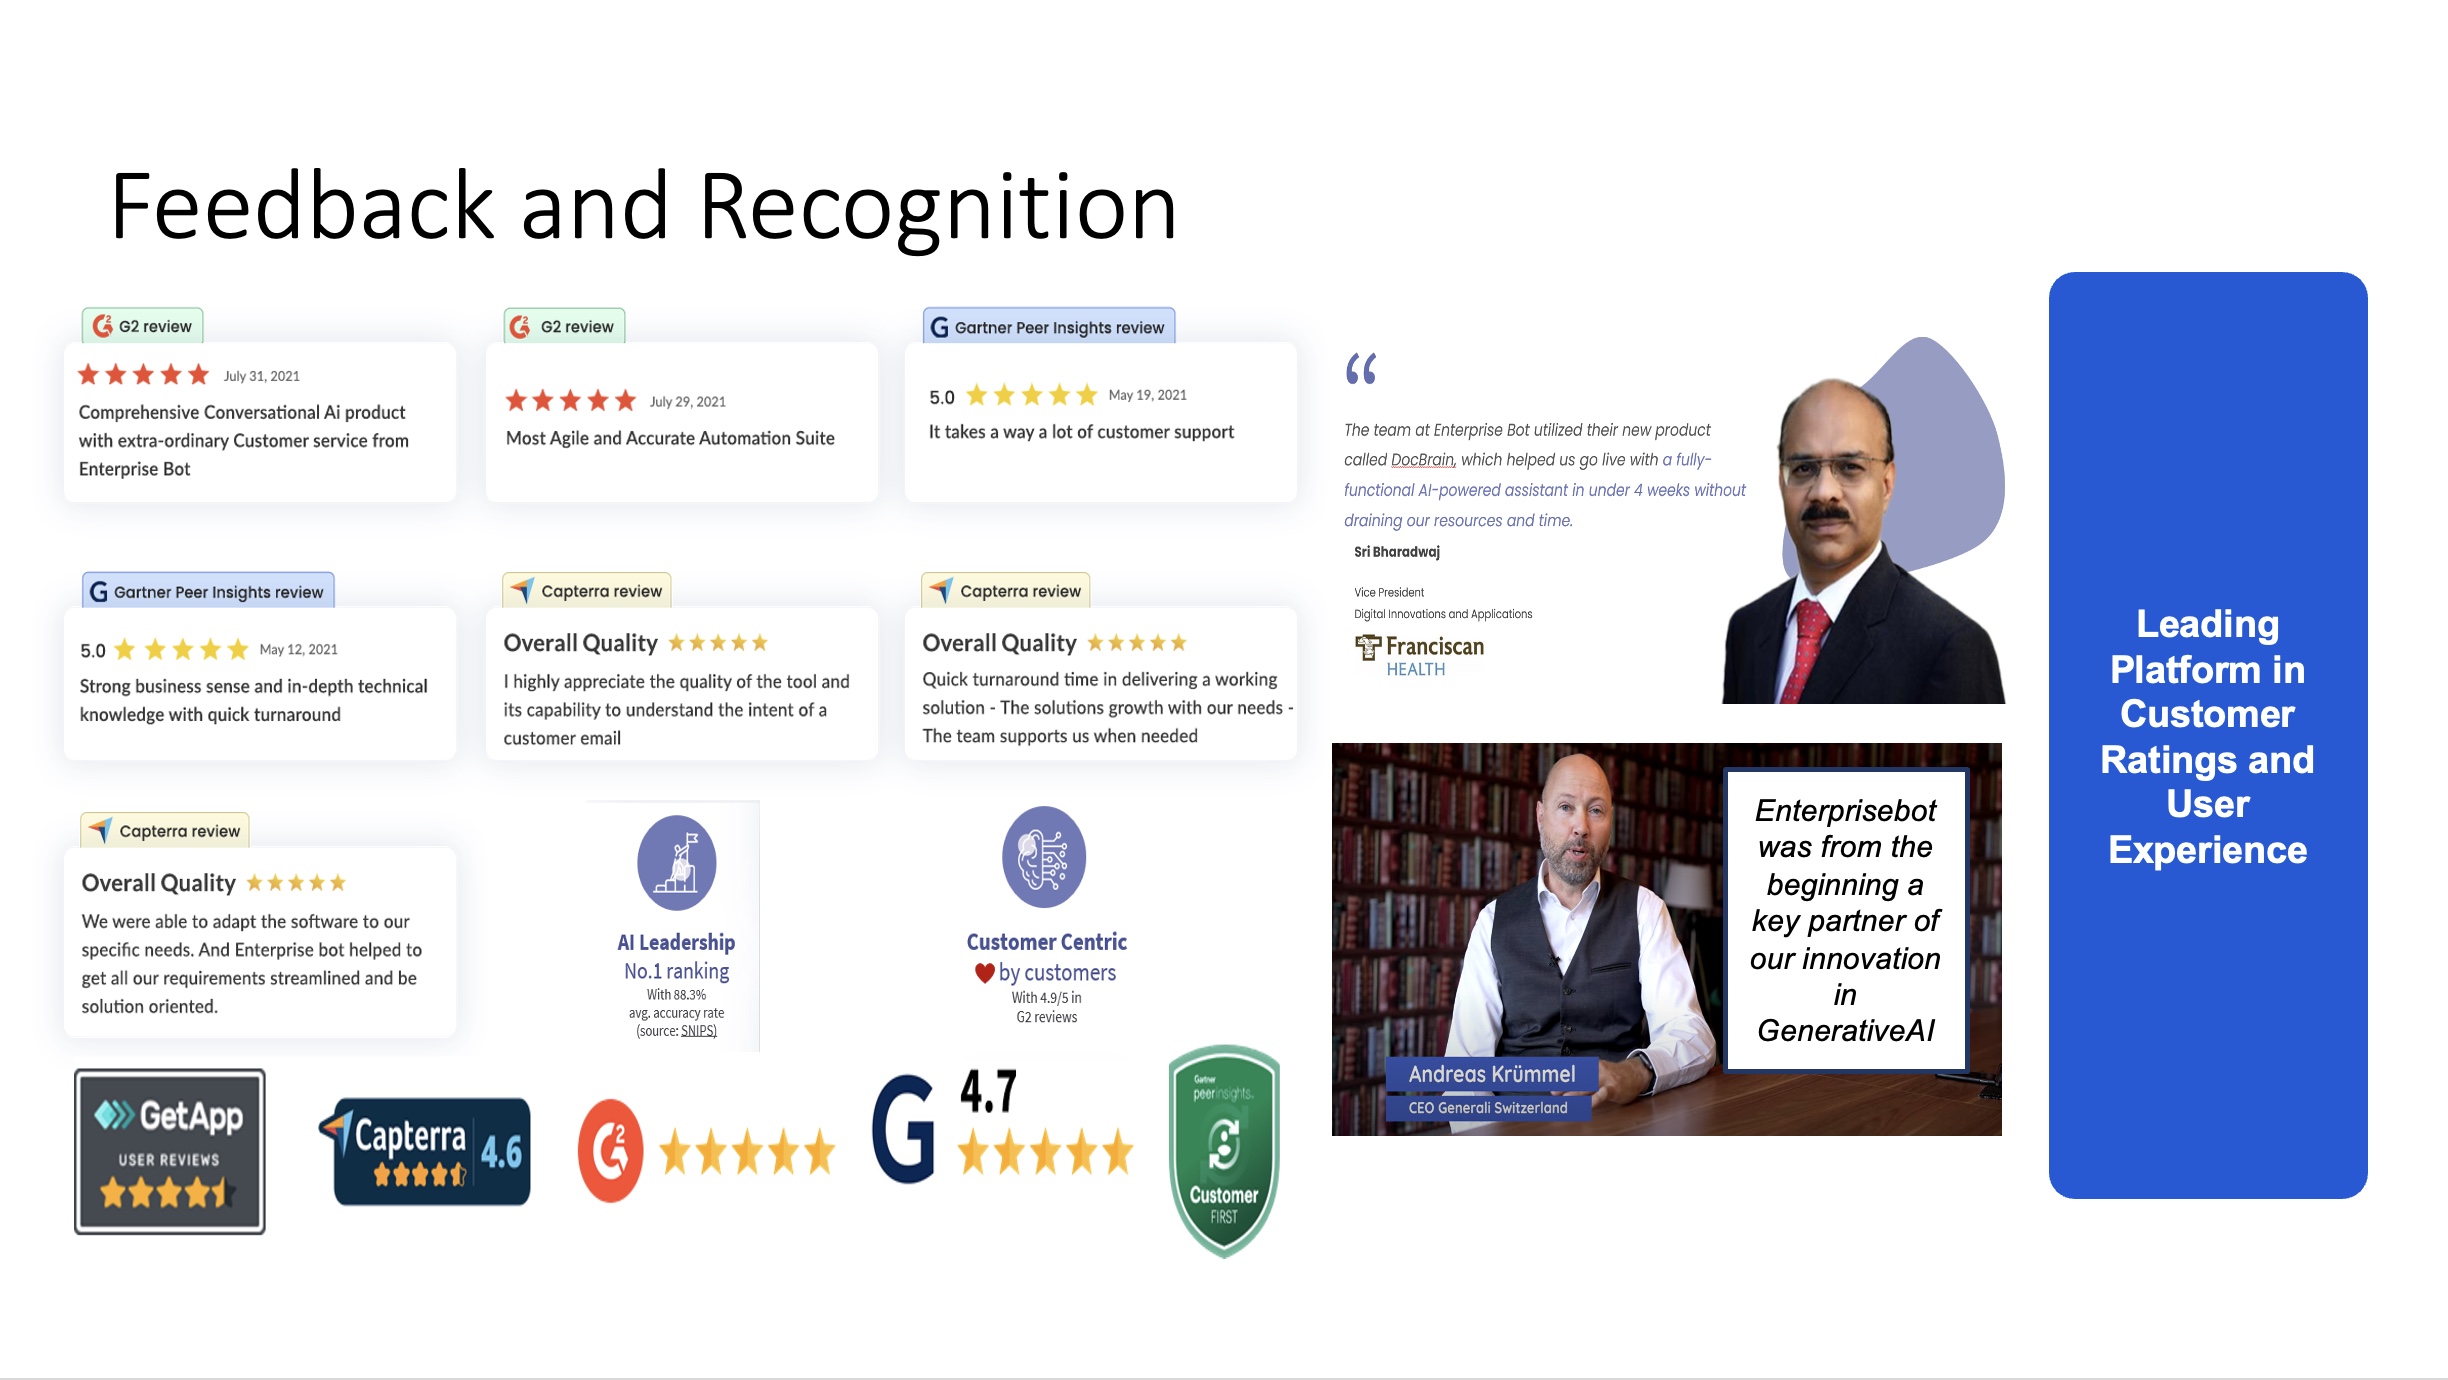 Feedback and Recognition
G2 review
July 31, 2021
Comprehensive Conversational Ai product
with extra-ordinary Customer service from
Enterprise Bot
G2 review
July 29, 2021
Most Agile and Accurate Automation Suite
Gartner Peer Insights review
5.0 May 19, 2021
It takes a way a lot of customer support
Gartner Peer Insights review
5.0 May 12, 2021
Strong business sense and in-depth technical
knowledge with quick turnaround
Capterra review
Overall Quality
I highly appreciate the quality of the tool and
its capability to understand the intent of a
customer email
Capterra review
Overall Quality
Quick turnaround time in delivering a working
solution - The solutions growth with our needs -
The team supports us when needed
Capterra review
Overall Quality
We were able to adapt the software to our
specific needs. And Enterprise bot helped to
get all our requirements streamlined and be
solution oriented.
AI Leadership
No.1 ranking
With 88.3%
avg. accuracy rate
(source: SNIPS)
Customer Centric
by customers
With 4.9/5 in
G2 reviews
GetApp
USER REVIEWS
Capterra 4.6
G2
G 4.7
Gartner
peerinsights.
Customer
FIRST
“
The team at Enterprise Bot utilized their new product
called DocBrain, which helped us go live with a fully-
functional AI-powered assistant in under 4 weeks without
draining our resources and time.
Sri Bharadwaj
Vice President
Digital Innovations and Applications
Franciscan
HEALTH
Enterprisebot
was from the
beginning a
key partner of
our innovation
in
GenerativeAI
Andreas Krümmel
CEO Generali Switzerland
Leading
Platform in
Customer
Ratings and
User
Experience